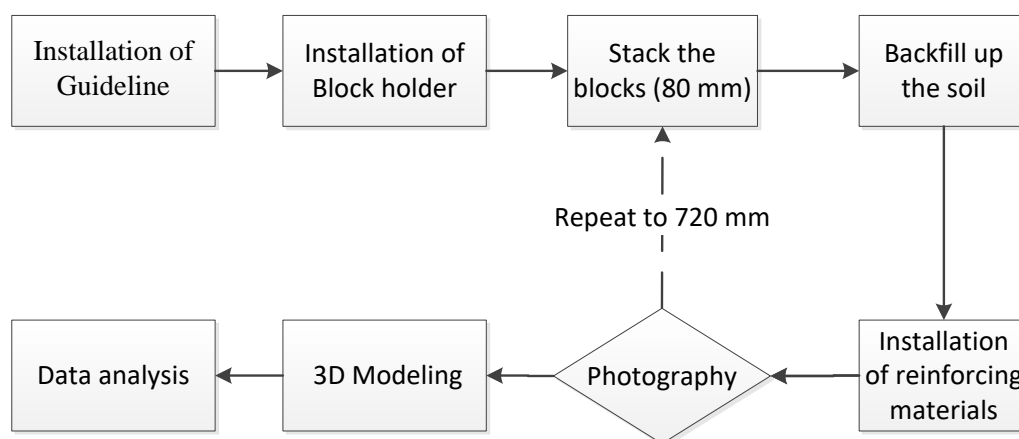 Installation of
Guideline
Installation of
Block holder
Stack the
blocks (80 mm)
Backfill up
the soil
Repeat to 720 mm
Data analysis
3D Modeling
Photography
Installation
of reinforcing
materials